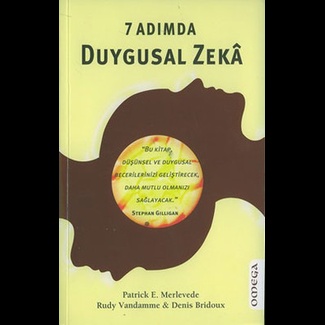 7 ADIMDA
DUYGUSAL ZEKÂ
"BU KİTAP,
DÜŞÜNSEL VE DUYGUSAL
BECERİLERİNİZİ GELİŞTİRECEK,
DAHA MUTLU OLMANIZI
SAĞLAYACAK."
STEPHAN GILLIGAN
Patrick E. Merlevede
Rudy Vandamme & Denis Bridoux
OMEGA